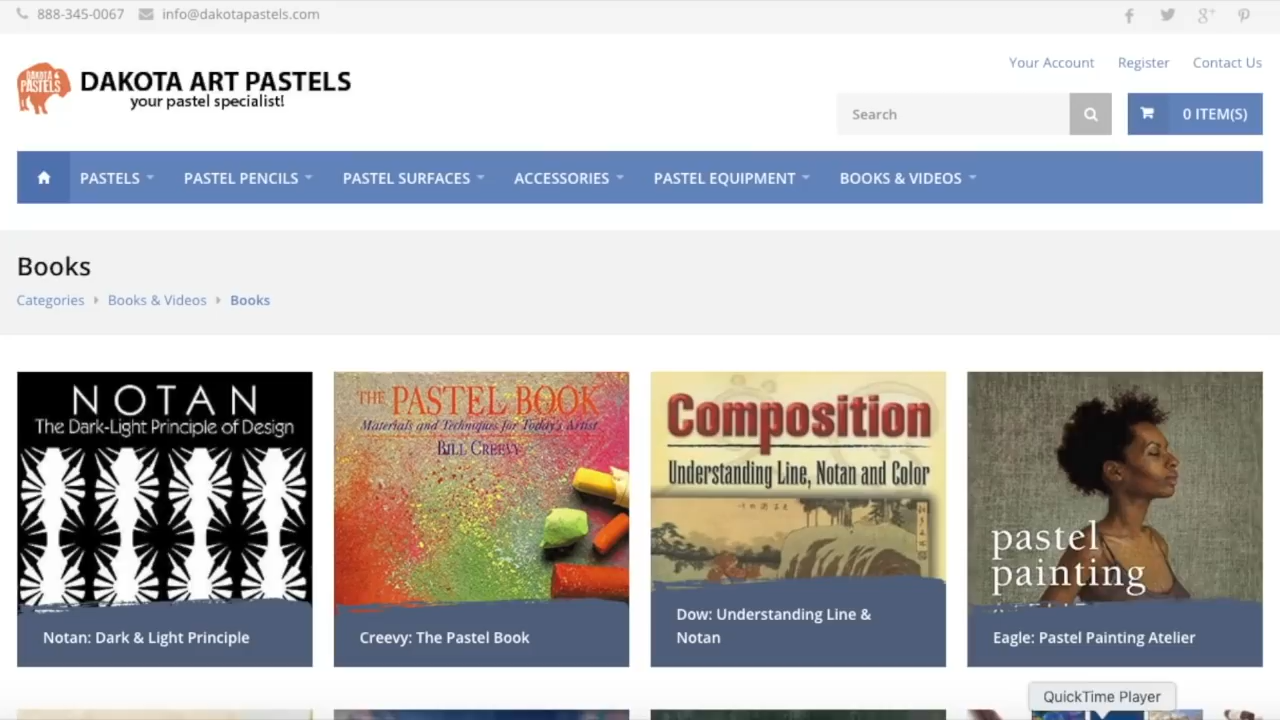 888-345-0067 info@dakotapastels.com
DAKOTA
PASTELS
DAKOTA ART PASTELS
your pastel specialist!
Your Account Register Contact Us
Search
0 ITEM(S)
PASTELS PASTEL PENCILS PASTEL SURFACES ACCESSORIES PASTEL EQUIPMENT BOOKS & VIDEOS
Books
Categories Books & Videos Books
NOTAN
The Dark-Light Principle of Design
Notan: Dark & Light Principle
THE PASTEL BOOK
Materials and Techniques for Today's Artist
BILL CREEVY
Creevy: The Pastel Book
Composition
Understanding Line, Notan and Color
Dow: Understanding Line &
Notan
pastel
painting
Eagle: Pastel Painting Atelier
QuickTime Player